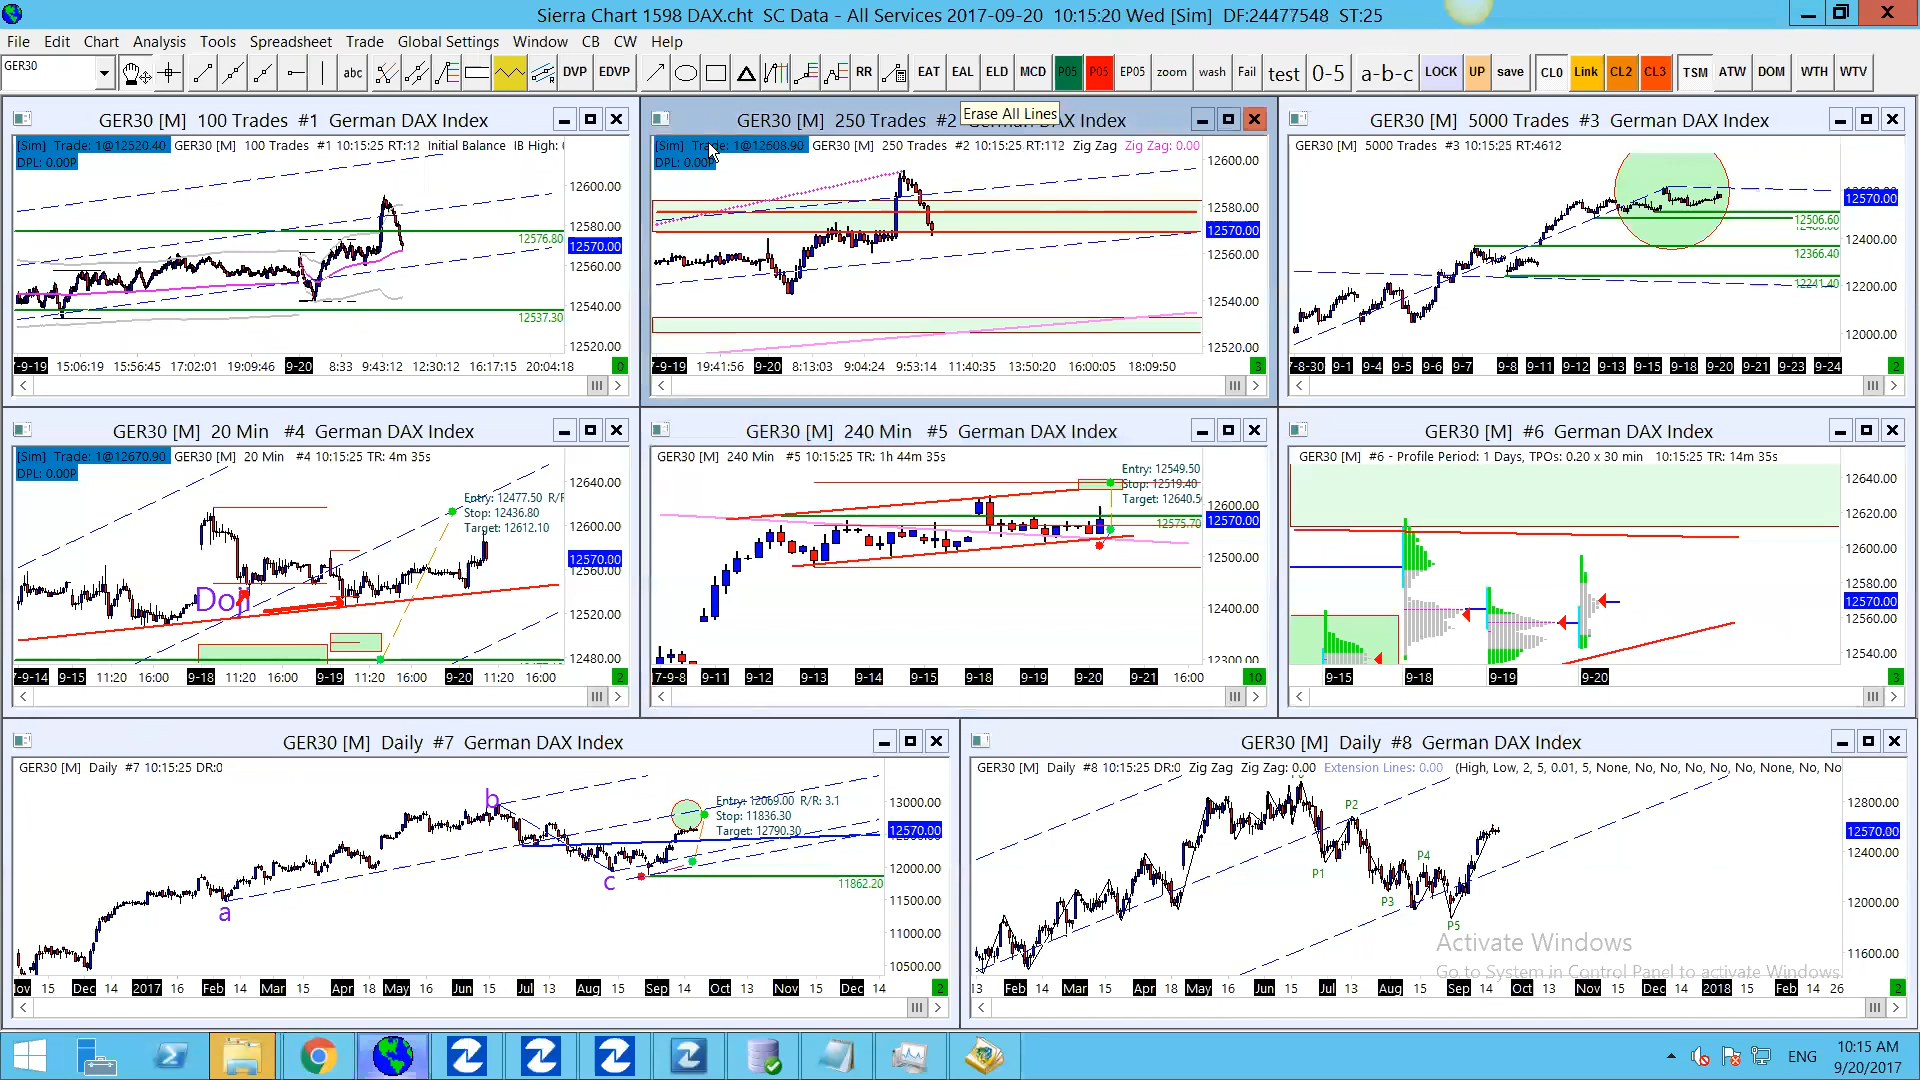 Sierra Chart 1598 DAX.cht SC Data - All Services 2017-09-20 10:15:20 Wed [Sim] DF:24477548 ST:25
File Edit Chart Analysis Tools Spreadsheet Trade Global Settings Window CB CW Help
GER30 abc DVP EDVP RR EAT EAL ELD MCD P05 P05 EP05 zoom wash Fail test 0-5 a-b-c LOCK UP save CL0 Link CL2 CL3 TSM ATW DOM WTH WTV
Erase All Lines
GER30 [M] 100 Trades #1 German DAX Index
[Sim] Trade: 1@12520.40 GER30 [M] 100 Trades #1 10:15:25 RT:12 Initial Balance IB High:
DPL: 0.00P
12600.00
12580.00
12576.80
12570.00
12560.00
12540.00
12537.30
12520.00
7-9-19 15:06:19 15:56:45 17:02:01 19:09:46 9-20 8:33 9:43:12 12:30:12 16:17:15 20:04:18 0
GER30 [M] 250 Trades #2 German DAX Index
[Sim] Trade: 1@12608.90 GER30 [M] 250 Trades #2 10:15:25 RT:112 Zig Zag Zig Zag: 0.00
DPL: 0.00P
12600.00
12580.00
12570.00
12560.00
12540.00
12520.00
7-9-19 19:41:56 9-20 8:13:03 9:04:24 9:53:14 11:40:35 13:50:20 16:00:05 18:09:50 3
GER30 [M] 5000 Trades #3 German DAX Index
GER30 [M] 5000 Trades #3 10:15:25 RT:4612
12570.00
12506.60
12400.00
12366.40
12241.40
12200.00
12000.00
7-8-30 9-1 9-4 9-5 9-6 9-7 9-8 9-11 9-12 9-13 9-15 9-18 9-20 9-21 9-23 9-24 2
GER30 [M] 20 Min #4 German DAX Index
[Sim] Trade: 1@12670.90 GER30 [M] 20 Min #4 10:15:25 TR: 4m 35s
DPL: 0.00P
Entry: 12477.50 R/R
Stop: 12436.80
Target: 12612.10
Doji
12640.00
12600.00
12570.00
12560.00
12520.00
12480.00
7-9-14 9-15 11:20 16:00 9-18 11:20 16:00 9-19 11:20 16:00 9-20 11:20 16:00 2
GER30 [M] 240 Min #5 German DAX Index
GER30 [M] 240 Min #5 10:15:25 TR: 1h 44m 35s
Entry: 12549.50
Stop: 12519.40
Target: 12640.5
12600.00
12575.70
12570.00
12500.00
12400.00
12300.00
7-9-8 9-11 9-12 9-13 9-14 9-15 9-18 9-19 9-20 9-21 16:00 10
GER30 [M] #6 German DAX Index
GER30 [M] #6 - Profile Period: 1 Days, TPOs: 0.20 x 30 min 10:15:25 TR: 14m 35s
12640.00
12620.00
12600.00
12580.00
12570.00
12560.00
12540.00
9-15 9-18 9-19 9-20 3
GER30 [M] Daily #7 German DAX Index
GER30 [M] Daily #7 10:15:25 DR:0
a
b
c
Entry: 12069.00 R/R: 3.1
Stop: 11836.30
Target: 12790.30
13000.00
12570.00
12000.00
11862.20
11500.00
11000.00
10500.00
ov 15 Dec 14 2017 16 Feb 14 Mar 15 Apr 18 May 16 Jun 15 Jul 13 Aug 15 Sep 14 Oct 13 Nov 15 Dec 14 2
GER30 [M] Daily #8 German DAX Index
GER30 [M] Daily #8 10:15:25 DR:0 Zig Zag Zig Zag: 0.00 Extension Lines: 0.00 (High, Low, 2, 5, 0.01, 5, None, No, No, No, No, No, None, No, No
P2
P1
P4
P3
P5
12800.00
12570.00
12400.00
12000.00
11600.00
Activate Windows
Go to System in Control Panel to activate Windows.
13 Feb 14 Mar 15 Apr 18 May 16 Jun 15 Jul 13 Aug 15 Sep 14 Oct 13 Nov 15 Dec 14 2018 15 Feb 14 26 2
ENG
10:15 AM
9/20/2017